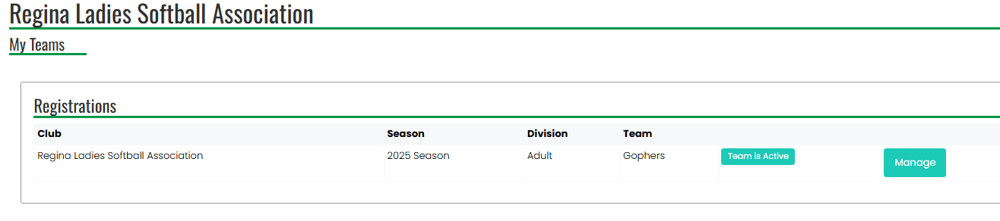 Regina Ladies Softball Association
My Teams
Registrations
Club Season Division Team
Regina Ladies Softball Association 2025 Season Adult Gophers Team is Active Manage